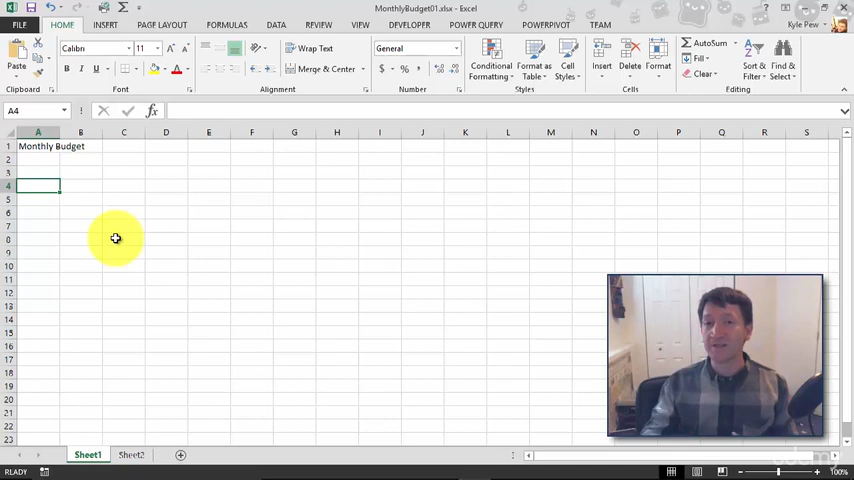 MonthlyBudget01.xlsx - Excel
FILE HOME INSERT PAGE LAYOUT FORMULAS DATA REVIEW VIEW DEVELOPER POWER QUERY POWERPIVOT TEAM Kyle Pew
Calibri 11 Wrap Text General AutoSum
Paste B I U Merge & Center $ % Conditional Formatting Format as Table Cell Styles Insert Delete Format Fill Clear Sort & Filter Find & Select
Clipboard Font Alignment Number Styles Cells Editing
A4 fx
A B C D E F G H I J K L M N O P Q R S
1 Monthly Budget
2
3
4
5
6
7
8
9
10
11
12
13
14
15
16
17
18
19
20
21
22
23
Sheet1 Sheet2
READY 100%
udemy